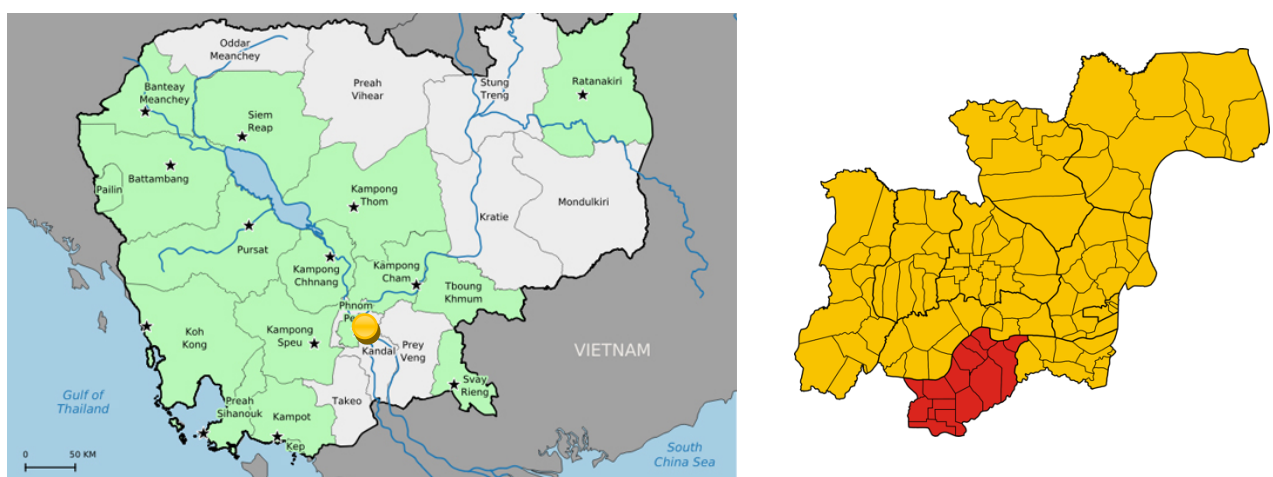 Oddar
Meanchey
Banteay
Meanchey
Siem
Reap
Preah
Vihear
Stung
Treng
Ratanakiri
Battambang
Pailin
Kampong
Thom
Kratie
Mondulkiri
Pursat
Kampong
Chhnang
Kampong
Cham
Tboung
Khmum
Phnom
Pe
Koh
Kong
Kampong
Speu
Kandal
Prey
Veng
VIETNAM
Svay
Rieng
Takeo
Preah
Sihanouk
Kampot
Kep
Gulf of
Thailand
South
China Sea
0 50 KM